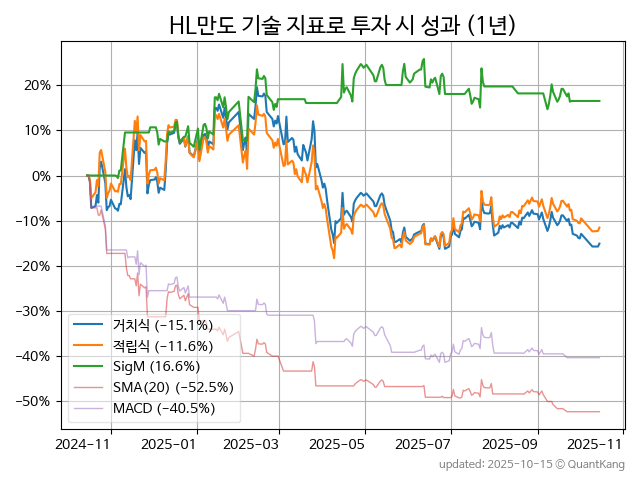 HL만도 기술 지표로 투자 시 성과 (1년)
20%
10%
0%
−10%
−20%
−30%
−40%
−50%
거치식 (−15.1%)
적립식 (−11.6%)
SigM (16.6%)
SMA(20) (−52.5%)
MACD (−40.5%)
2024-11 2025-01 2025-03 2025-05 2025-07 2025-09 2025-11
updated: 2025-10-15 © QuantKang